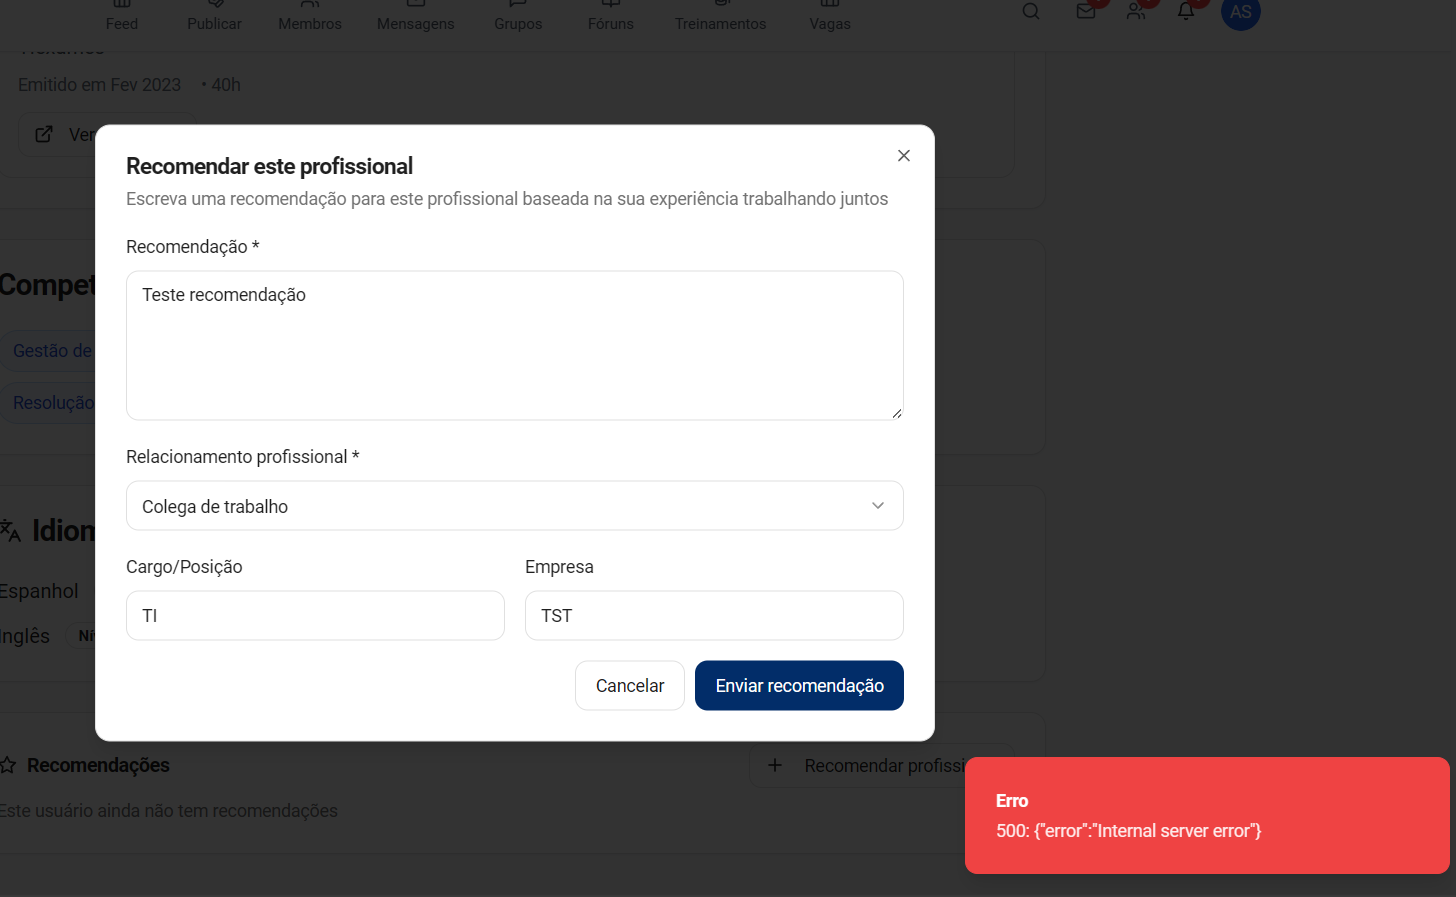 Feed
Publicar
Membros
Mensagens
Grupos
Fóruns
Treinamentos
Vagas
AS
Emitido em Fev 2023 • 40h
Ver
Recomendar este profissional
Escreva uma recomendação para este profissional baseada na sua experiência trabalhando juntos
Recomendação *
Teste recomendação
Compet
Gestão de
Resolução
Relacionamento profissional *
Colega de trabalho
Idiom
Cargo/Posição
Empresa
Espanhol
TI
TST
Inglês
Ní
Cancelar
Enviar recomendação
Recomendações
Recomendar profissi
Este usuário ainda não tem recomendações
Erro
500: {"error":"Internal server error"}